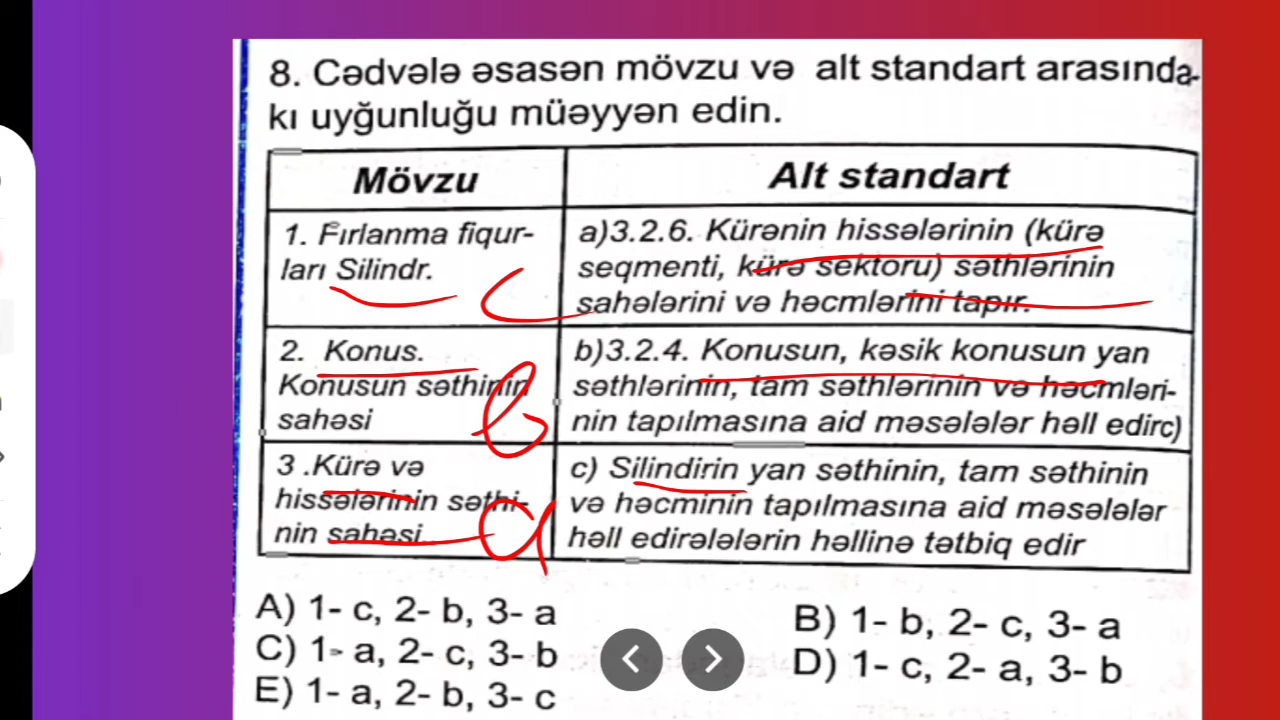 8. Cədvələ əsasən mövzu və alt standart arasında-
kı uyğunluğu müəyyən edin.
Mövzu
Alt standart
1. Fırlanma fiqur-
ları Silindr.
c
a)3.2.6. Kürənin hissələrinin (kürə
seqmenti, kürə sektoru) səthlərinin
sahələrini və həcmlərini tapır.
2. Konus.
Konusun səthinin
sahəsi
b
b)3.2.4. Konusun, kəsik konusun yan
səthlərinin, tam səthlərinin və həcmləri-
nin tapılmasına aid məsələlər həll edirc)
3 .Kürə və
hissələrinin səthi-
nin sahəsi.
a
c) Silindirin yan səthinin, tam səthinin
və həcminin tapılmasına aid məsələlər
həll edirələlərin həllinə tətbiq edir
A) 1- c, 2- b, 3- a
B) 1- b, 2- c, 3- a
C) 1- a, 2- c, 3- b
D) 1- c, 2- a, 3- b
E) 1- a, 2- b, 3- c